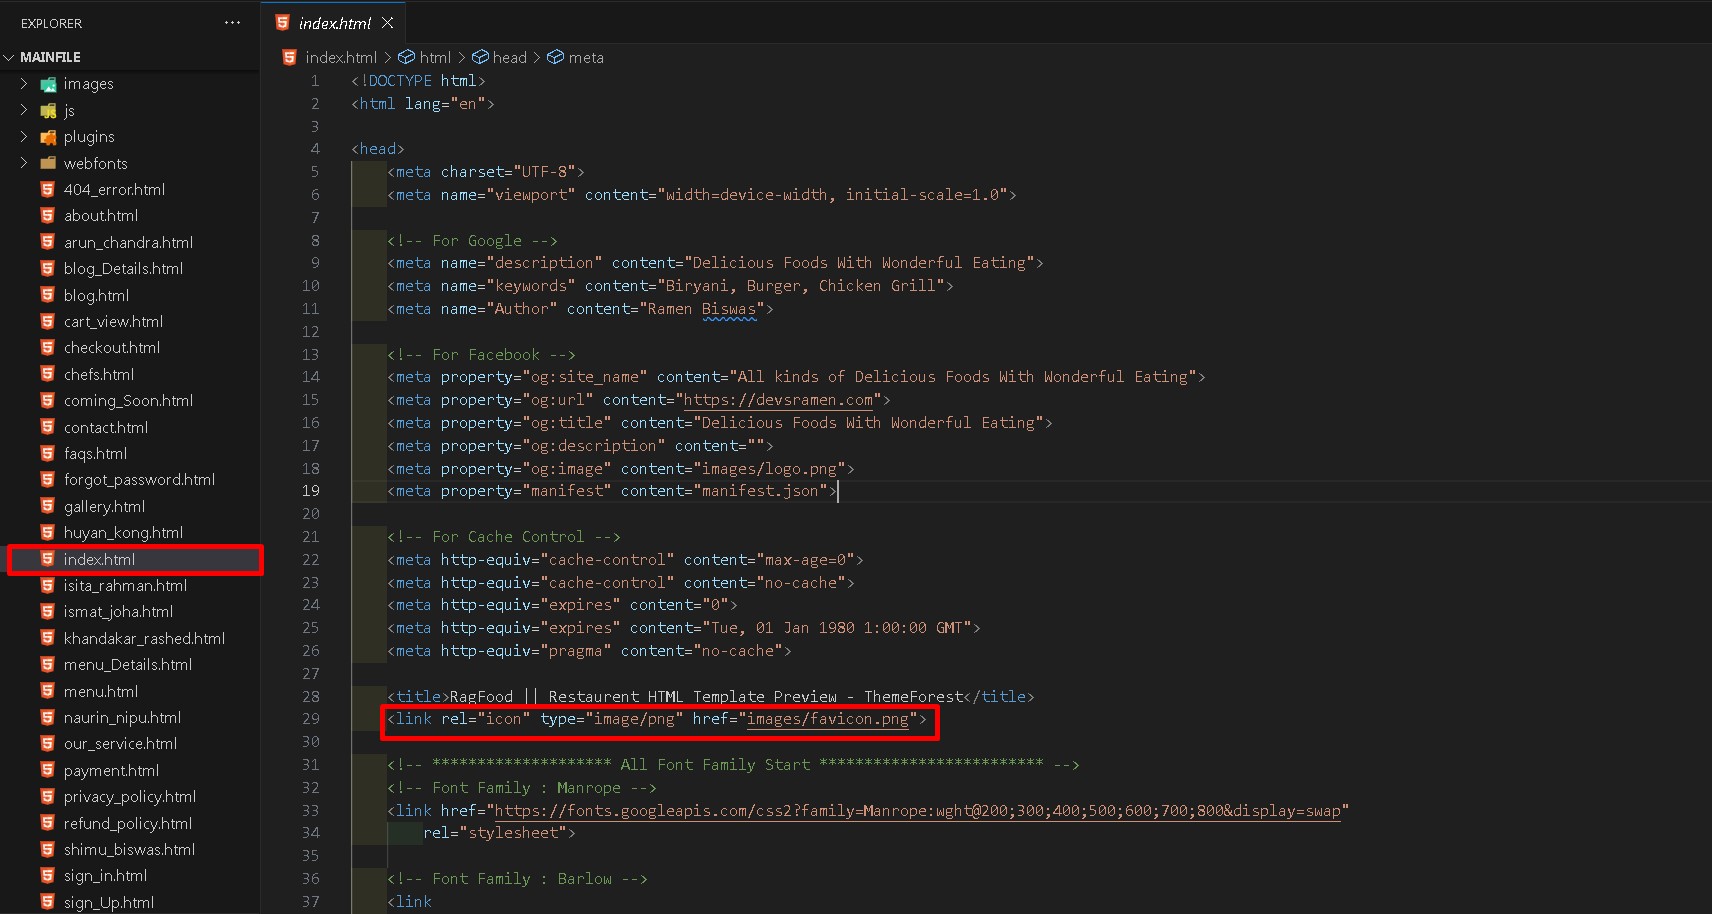 EXPLORER
MAINFILE
images
js
plugins
webfonts
404_error.html
about.html
arun_chandra.html
blog_Details.html
blog.html
cart_view.html
checkout.html
chefs.html
coming_Soon.html
contact.html
faqs.html
forgot_password.html
gallery.html
huyan_kong.html
index.html
isita_rahman.html
ismat_joha.html
khandakar_rashed.html
menu_Details.html
menu.html
naurin_nipu.html
our_service.html
payment.html
privacy_policy.html
refund_policy.html
shimu_biswas.html
sign_in.html
sign_Up.html
index.html
index.html > html > head > meta
1 <!DOCTYPE html>
2 <html lang="en">
3
4 <head>
5 <meta charset="UTF-8">
6 <meta name="viewport" content="width=device-width, initial-scale=1.0">
7
8 <!-- For Google -->
9 <meta name="description" content="Delicious Foods With Wonderful Eating">
10 <meta name="keywords" content="Biryani, Burger, Chicken Grill">
11 <meta name="Author" content="Ramen Biswas">
12
13 <!-- For Facebook -->
14 <meta property="og:site_name" content="All kinds of Delicious Foods With Wonderful Eating">
15 <meta property="og:url" content="https://devsramen.com">
16 <meta property="og:title" content="Delicious Foods With Wonderful Eating">
17 <meta property="og:description" content="">
18 <meta property="og:image" content="images/logo.png">
19 <meta property="manifest" content="manifest.json">
20
21 <!-- For Cache Control -->
22 <meta http-equiv="cache-control" content="max-age=0">
23 <meta http-equiv="cache-control" content="no-cache">
24 <meta http-equiv="expires" content="0">
25 <meta http-equiv="expires" content="Tue, 01 Jan 1980 1:00:00 GMT">
26 <meta http-equiv="pragma" content="no-cache">
27
28 <title>RagFood || Restaurent HTML Template Preview - ThemeForest</title>
29 <link rel="icon" type="image/png" href="images/favicon.png">
30
31 <!-- ******************** All Font Family Start ************************* -->
32 <!-- Font Family : Manrope -->
33 <link href="https://fonts.googleapis.com/css2?family=Manrope:wght@200;300;400;500;600;700;800&display=swap"
34 rel="stylesheet">
35
36 <!-- Font Family : Barlow -->
37 <link